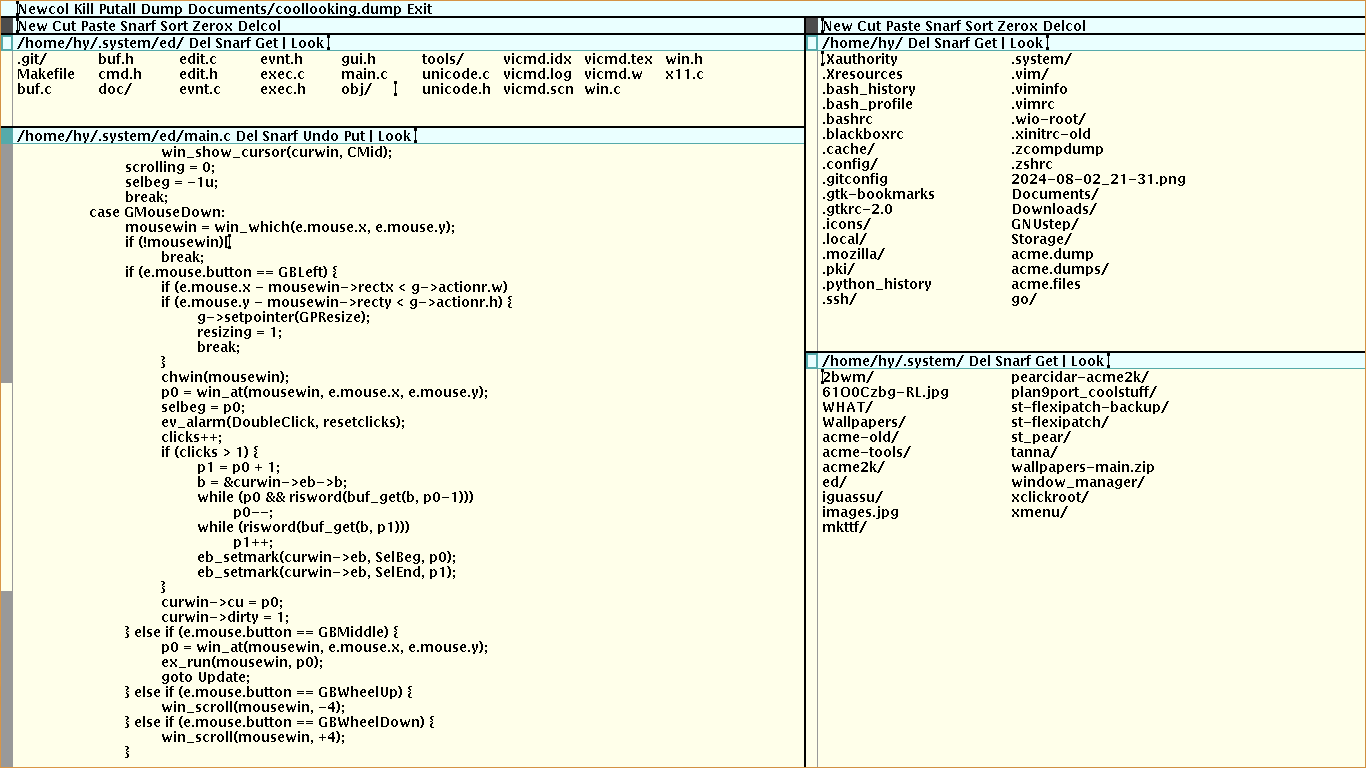 Newcol Kill Putall Dump Documents/coollooking.dump Exit
New Cut Paste Snarf Sort Zerox Delcol
/home/hy/.system/ed/ Del Snarf Get | Look
.git/ buf.h edit.c evnt.h gui.h tools/ vicmd.idx vicmd.tex win.h
Makefile cmd.h edit.h exec.c main.c unicode.c vicmd.log vicmd.w x11.c
buf.c doc/ evnt.c exec.h obj/ unicode.h vicmd.scn win.c
/home/hy/.system/ed/main.c Del Snarf Undo Put | Look
win_show_cursor(curwin, CMid);
scrolling = 0;
selbeg = -1u;
break;
case GMouseDown:
mousewin = win_which(e.mouse.x, e.mouse.y);
if (!mousewin)
break;
if (e.mouse.button == GBLeft) {
if (e.mouse.x - mousewin->rectx < g->actionr.w)
if (e.mouse.y - mousewin->recty < g->actionr.h) {
g->setpointer(GPResize);
resizing = 1;
break;
}
chwin(mousewin);
p0 = win_at(mousewin, e.mouse.x, e.mouse.y);
selbeg = p0;
ev_alarm(DoubleClick, resetclicks);
clicks++;
if (clicks > 1) {
p1 = p0 + 1;
b = &curwin->eb->b;
while (p0 && risword(buf_get(b, p0-1)))
p0--;
while (risword(buf_get(b, p1)))
p1++;
eb_setmark(curwin->eb, SelBeg, p0);
eb_setmark(curwin->eb, SelEnd, p1);
}
curwin->cu = p0;
curwin->dirty = 1;
} else if (e.mouse.button == GBMiddle) {
p0 = win_at(mousewin, e.mouse.x, e.mouse.y);
ex_run(mousewin, p0);
goto Update;
} else if (e.mouse.button == GBWheelUp) {
win_scroll(mousewin, -4);
} else if (e.mouse.button == GBWheelDown) {
win_scroll(mousewin, +4);
}
New Cut Paste Snarf Sort Zerox Delcol
/home/hy/ Del Snarf Get | Look
.Xauthority .system/
.Xresources .vim/
.bash_history .viminfo
.bash_profile .vimrc
.bashrc .wio-root/
.blackboxrc .xinitrc-old
.cache/ .zcompdump
.config/ .zshrc
.gitconfig 2024-08-02_21-31.png
.gtk-bookmarks Documents/
.gtkrc-2.0 Downloads/
.icons/ GNUstep/
.local/ Storage/
.mozilla/ acme.dump
.pki/ acme.dumps/
.python_history acme.files
.ssh/ go/
/home/hy/.system/ Del Snarf Get | Look
2bwm/ pearcidar-acme2k/
61O0Czbg-RL.jpg plan9port_coolstuff/
WHAT/ st-flexipatch-backup/
Wallpapers/ st-flexipatch/
acme-old/ st_pear/
acme-tools/ tanna/
acme2k/ wallpapers-main.zip
ed/ window_manager/
iguassu/ xclickroot/
images.jpg xmenu/
mkttf/